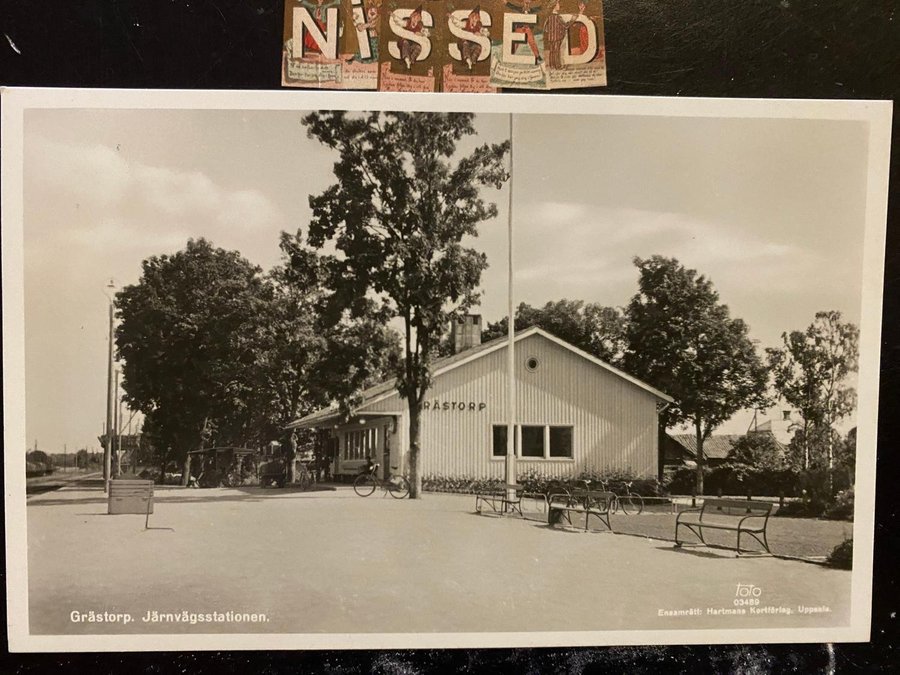 NISSED
GRÄSTORP
Grästorp. Järnvägsstationen.
Foto
03489
Ensamrätt: Hartmans Kortförlag, Uppsala.